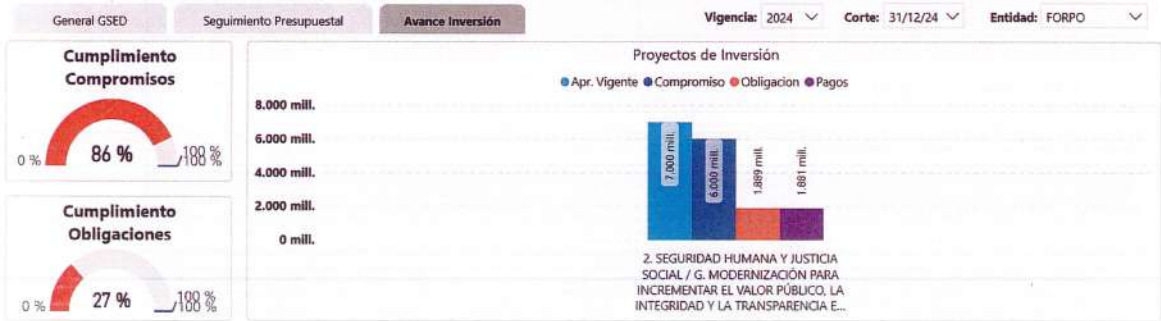 General GSED
Seguimiento Presupuestal
Avance Inversión
Vigencia: 2024
Corte: 31/12/24
Entidad: FORPO
Cumplimiento
Compromisos
0 %
86 %
100 %
100 %
Cumplimiento
Obligaciones
0 %
27 %
100 %
100 %
Proyectos de Inversión
Apr. Vigente Compromiso Obligacion Pagos
8.000 mill.
6.000 mill.
4.000 mill.
2.000 mill.
0 mill.
7.000 mill.
6.000 mill.
1.889 mill.
1.881 mill.
2. SEGURIDAD HUMANA Y JUSTICIA
SOCIAL / G. MODERNIZACIÓN PARA
INCREMENTAR EL VALOR PÚBLICO, LA
INTEGRIDAD Y LA TRANSPARENCIA E...